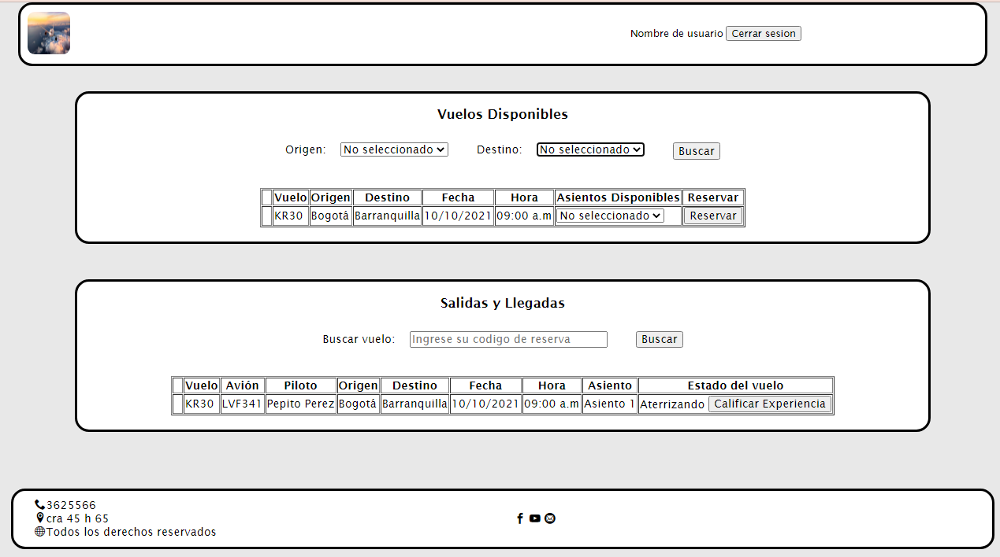 Nombre de usuario Cerrar sesion
Vuelos Disponibles
Origen: No seleccionado Destino: No seleccionado Buscar
Vuelo Origen Destino Fecha Hora Asientos Disponibles Reservar
KR30 Bogotá Barranquilla 10/10/2021 09:00 a.m No seleccionado Reservar
Salidas y Llegadas
Buscar vuelo: Ingrese su codigo de reserva Buscar
Vuelo Avión Piloto Origen Destino Fecha Hora Asiento Estado del vuelo
KR30 LVF341 Pepito Perez Bogotá Barranquilla 10/10/2021 09:00 a.m Asiento 1 Aterrizando Calificar Experiencia
3625566
cra 45 h 65
Todos los derechos reservados